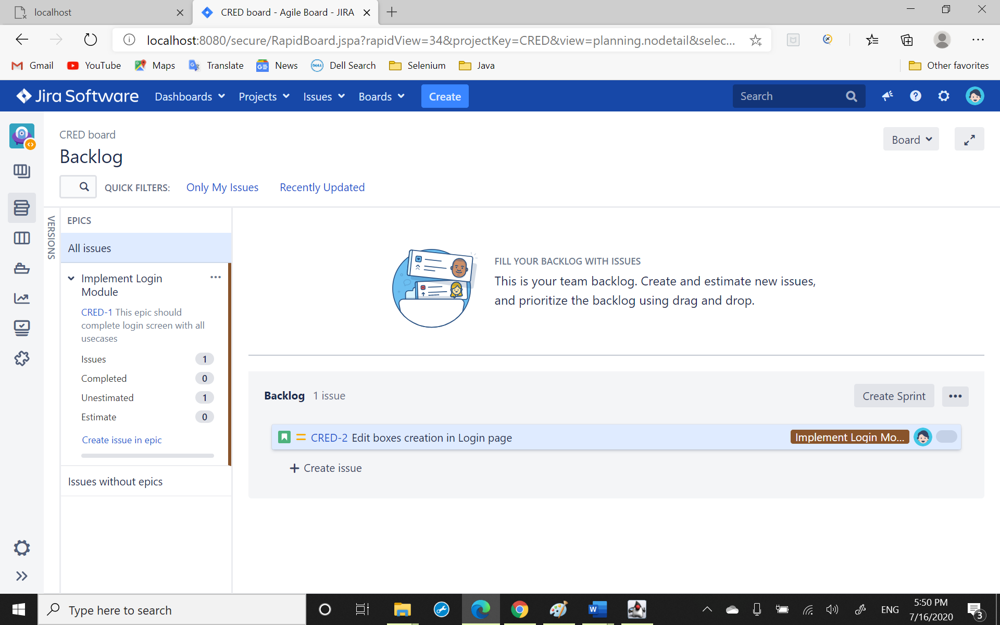 localhost
CRED board - Agile Board - JIRA
localhost:8080/secure/RapidBoard.jspa?rapidView=34&projectKey=CRED&view=planning.nodetail&selec...
Gmail
YouTube
Maps
Translate
News
Dell Search
Selenium
Java
Other favorites
Jira Software
Dashboards
Projects
Issues
Boards
Create
Search
CRED board
Backlog
Board
QUICK FILTERS:
Only My Issues
Recently Updated
VERSIONS
EPICS
All issues
Implement Login
Module
CRED-1 This epic should
complete login screen with all
usecases
Issues 1
Completed 0
Unestimated 1
Estimate 0
Create issue in epic
Issues without epics
FILL YOUR BACKLOG WITH ISSUES
This is your team backlog. Create and estimate new issues,
and prioritize the backlog using drag and drop.
Backlog 1 issue
Create Sprint
CRED-2 Edit boxes creation in Login page
Implement Login Mo...
Create issue
Type here to search
ENG
5:50 PM
7/16/2020
3